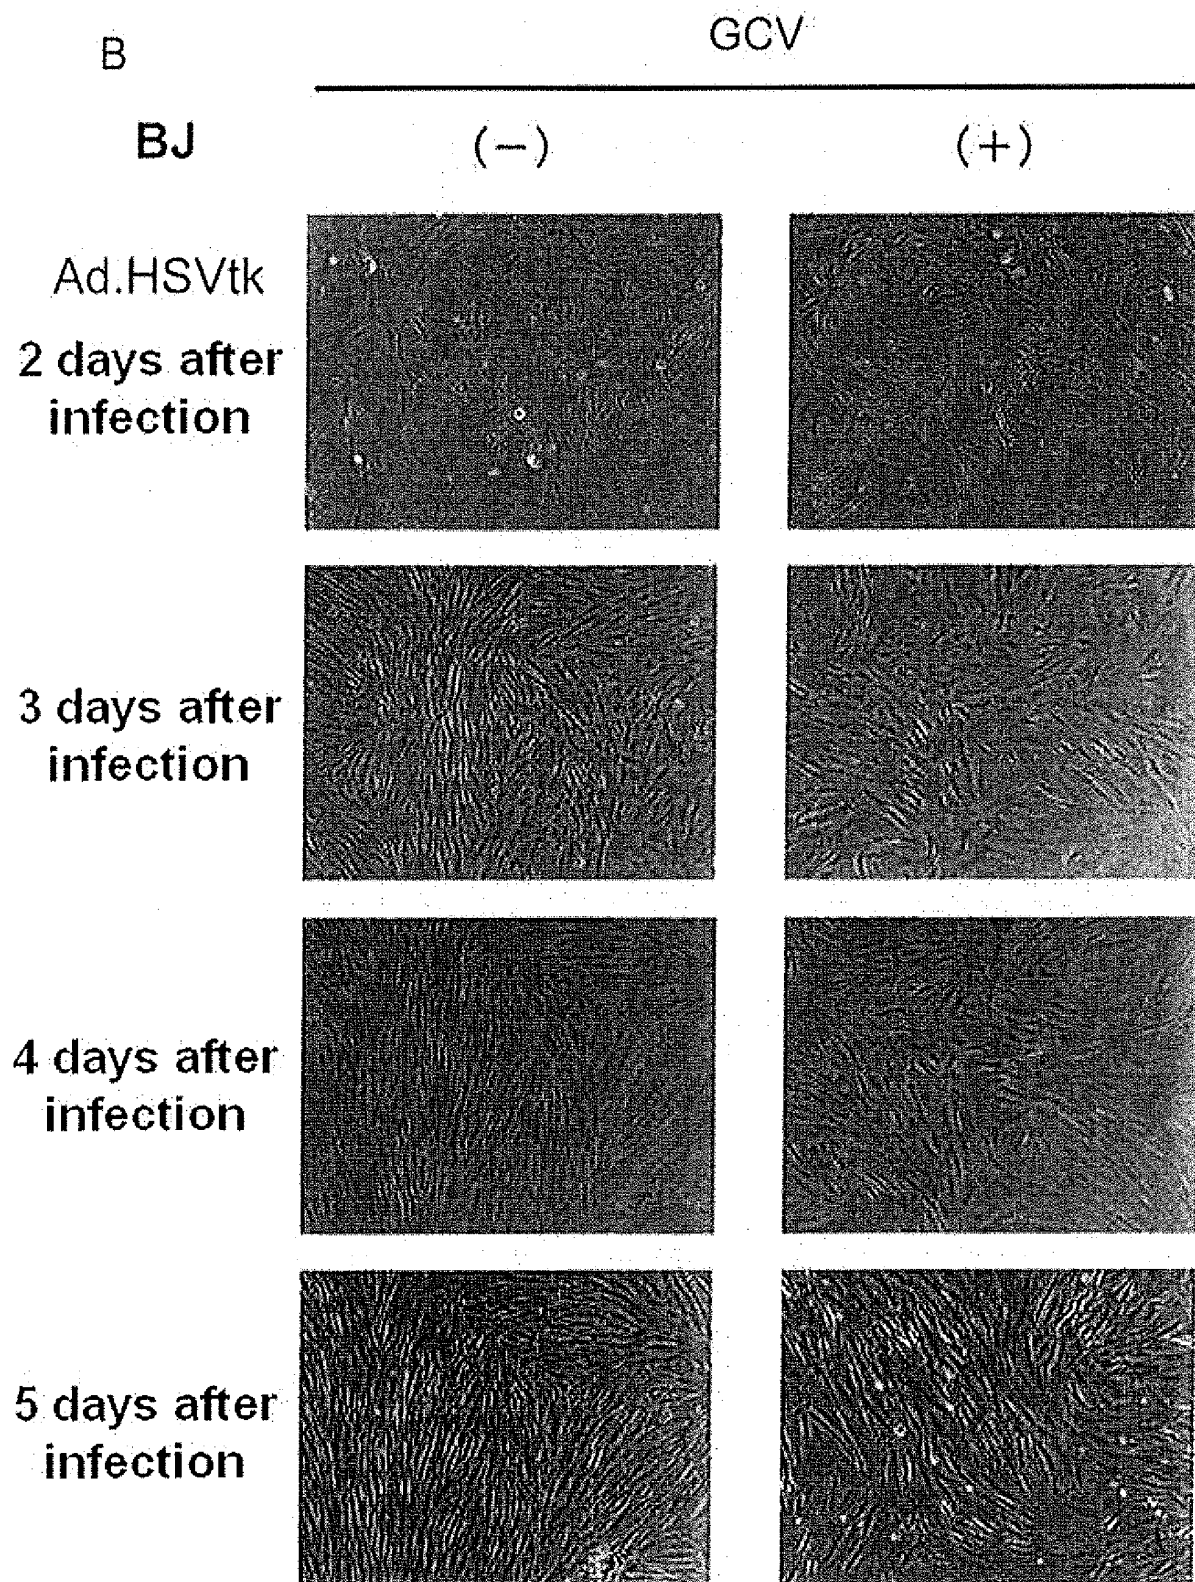 B
GCV
BJ
(−)
(+)
Ad.HSVtk
2 days after
infection
3 days after
infection
4 days after
infection
5 days after
infection